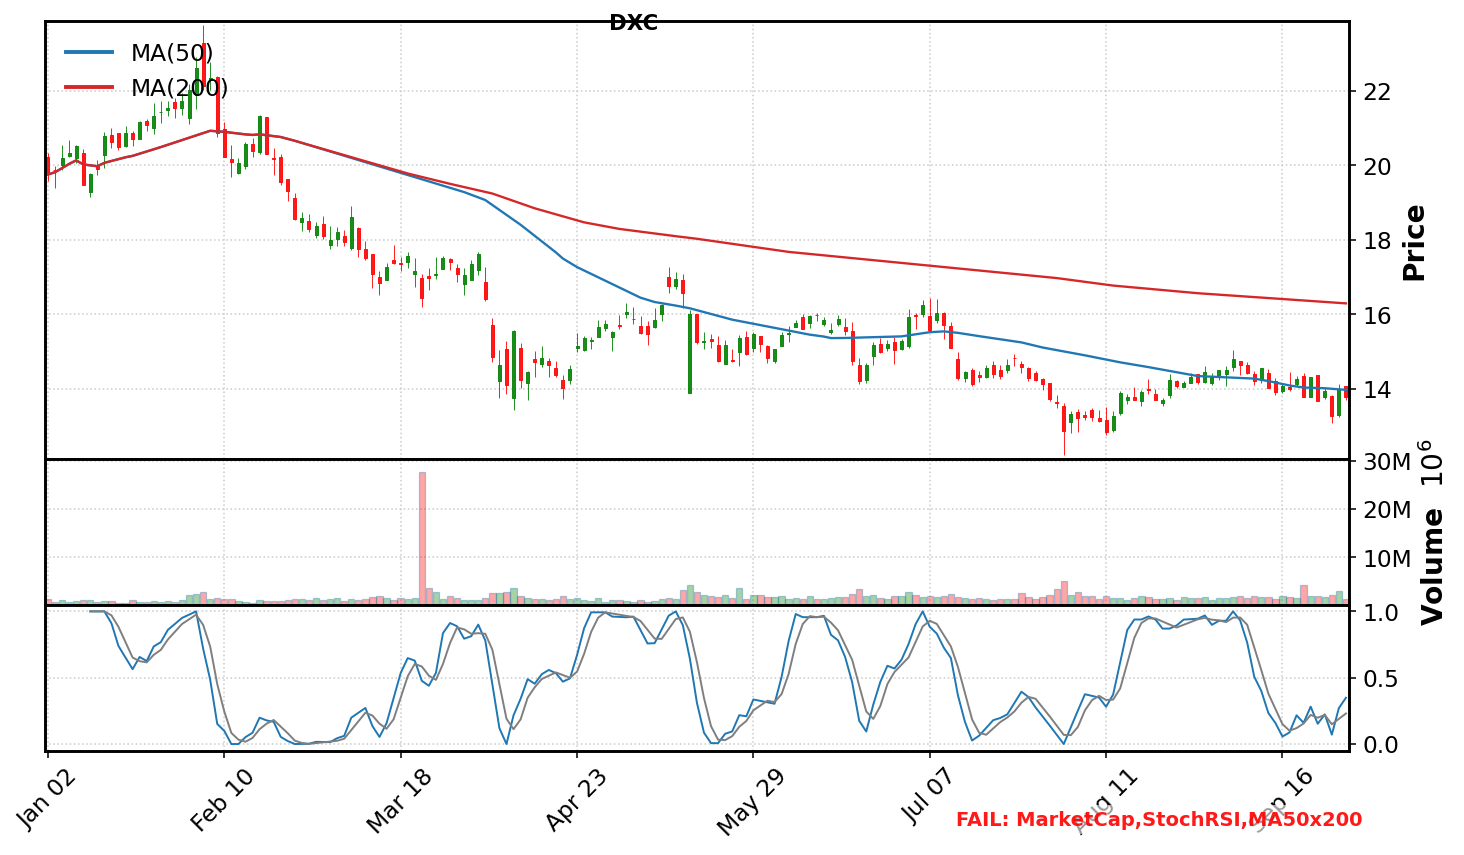 DXC
MA(50)
MA(200)
22
20
18
16
14
Price
30M
20M
10M
Volume 10^6
1.0
0.5
0.0
Jan 02
Feb 10
Mar 18
Apr 23
May 29
Jul 07
Aug 11
Sep 16
FAIL: MarketCap,StochRSI,MA50x200